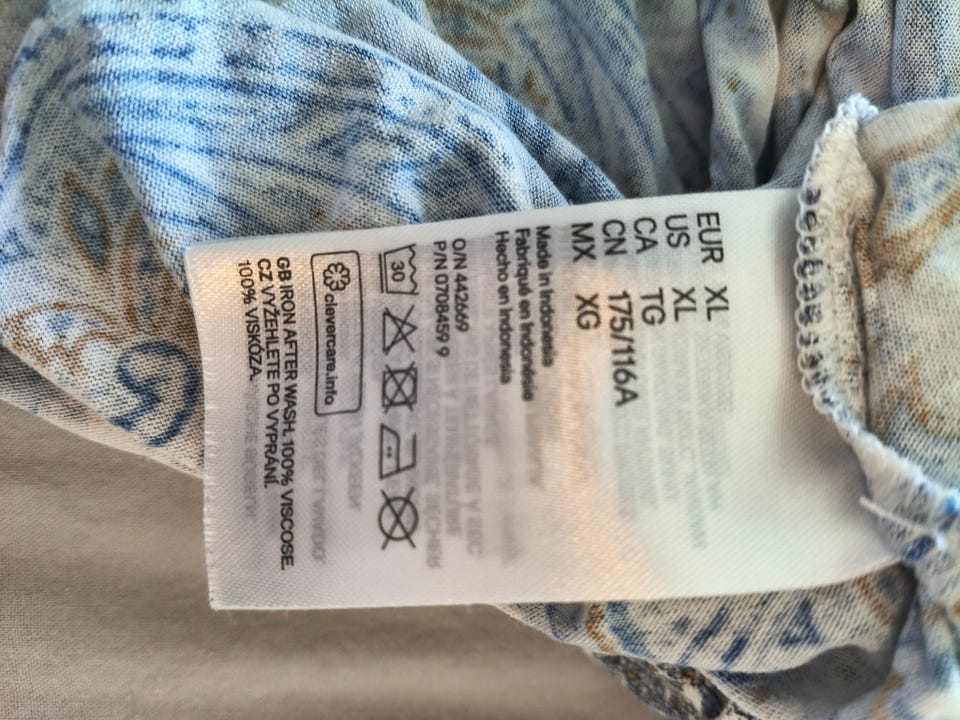 EUR XL
US XL
CA TG
CN 175/116A
MX XG
Made in Indonesia
Fabriqué en Indonésie
Hecho en Indonesia
O/N 442669
P/N 0708459 9
30
clevercare.info
GB IRON AFTER WASH. 100% VISCOSE.
CZ VYŽEHLETE PO VYPRÁNÍ.
100% VISKÓZA.